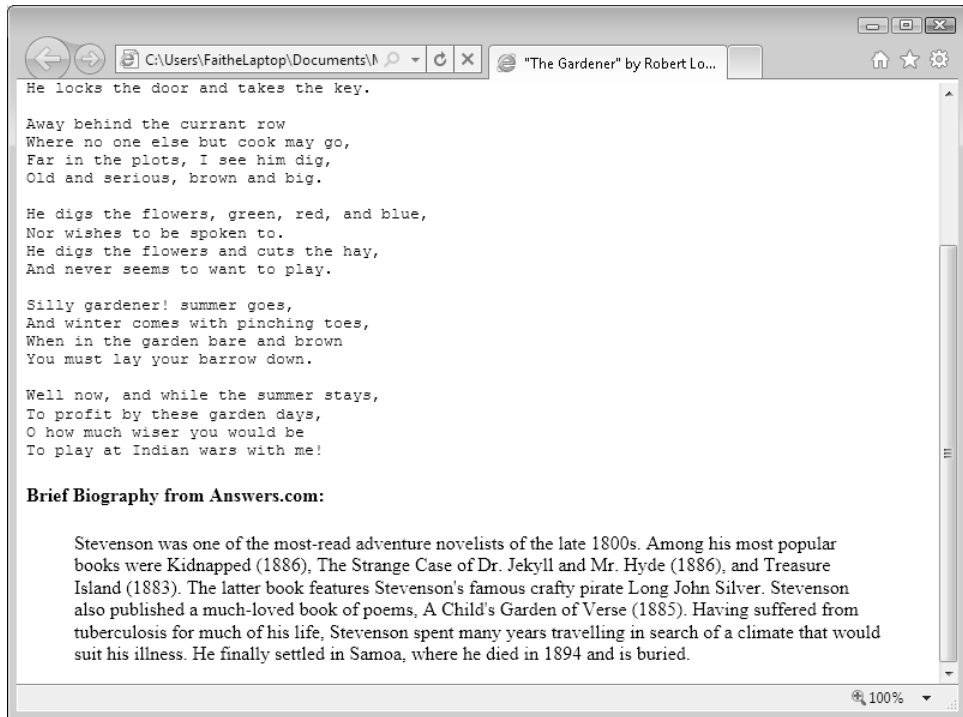 C:\Users\FaitheLaptop\Documents\
"The Gardener" by Robert Lo...
He locks the door and takes the key.
Away behind the currant row
Where no one else but cook may go,
Far in the plots, I see him dig,
Old and serious, brown and big.
He digs the flowers, green, red, and blue,
Nor wishes to be spoken to.
He digs the flowers and cuts the hay,
And never seems to want to play.
Silly gardener! summer goes,
And winter comes with pinching toes,
When in the garden bare and brown
You must lay your barrow down.
Well now, and while the summer stays,
To profit by these garden days,
O how much wiser you would be
To play at Indian wars with me!
Brief Biography from Answers.com:
Stevenson was one of the most-read adventure novelists of the late 1800s. Among his most popular
books were Kidnapped (1886), The Strange Case of Dr. Jekyll and Mr. Hyde (1886), and Treasure
Island (1883). The latter book features Stevenson's famous crafty pirate Long John Silver. Stevenson
also published a much-loved book of poems, A Child's Garden of Verse (1885). Having suffered from
tuberculosis for much of his life, Stevenson spent many years travelling in search of a climate that would
suit his illness. He finally settled in Samoa, where he died in 1894 and is buried.
100%